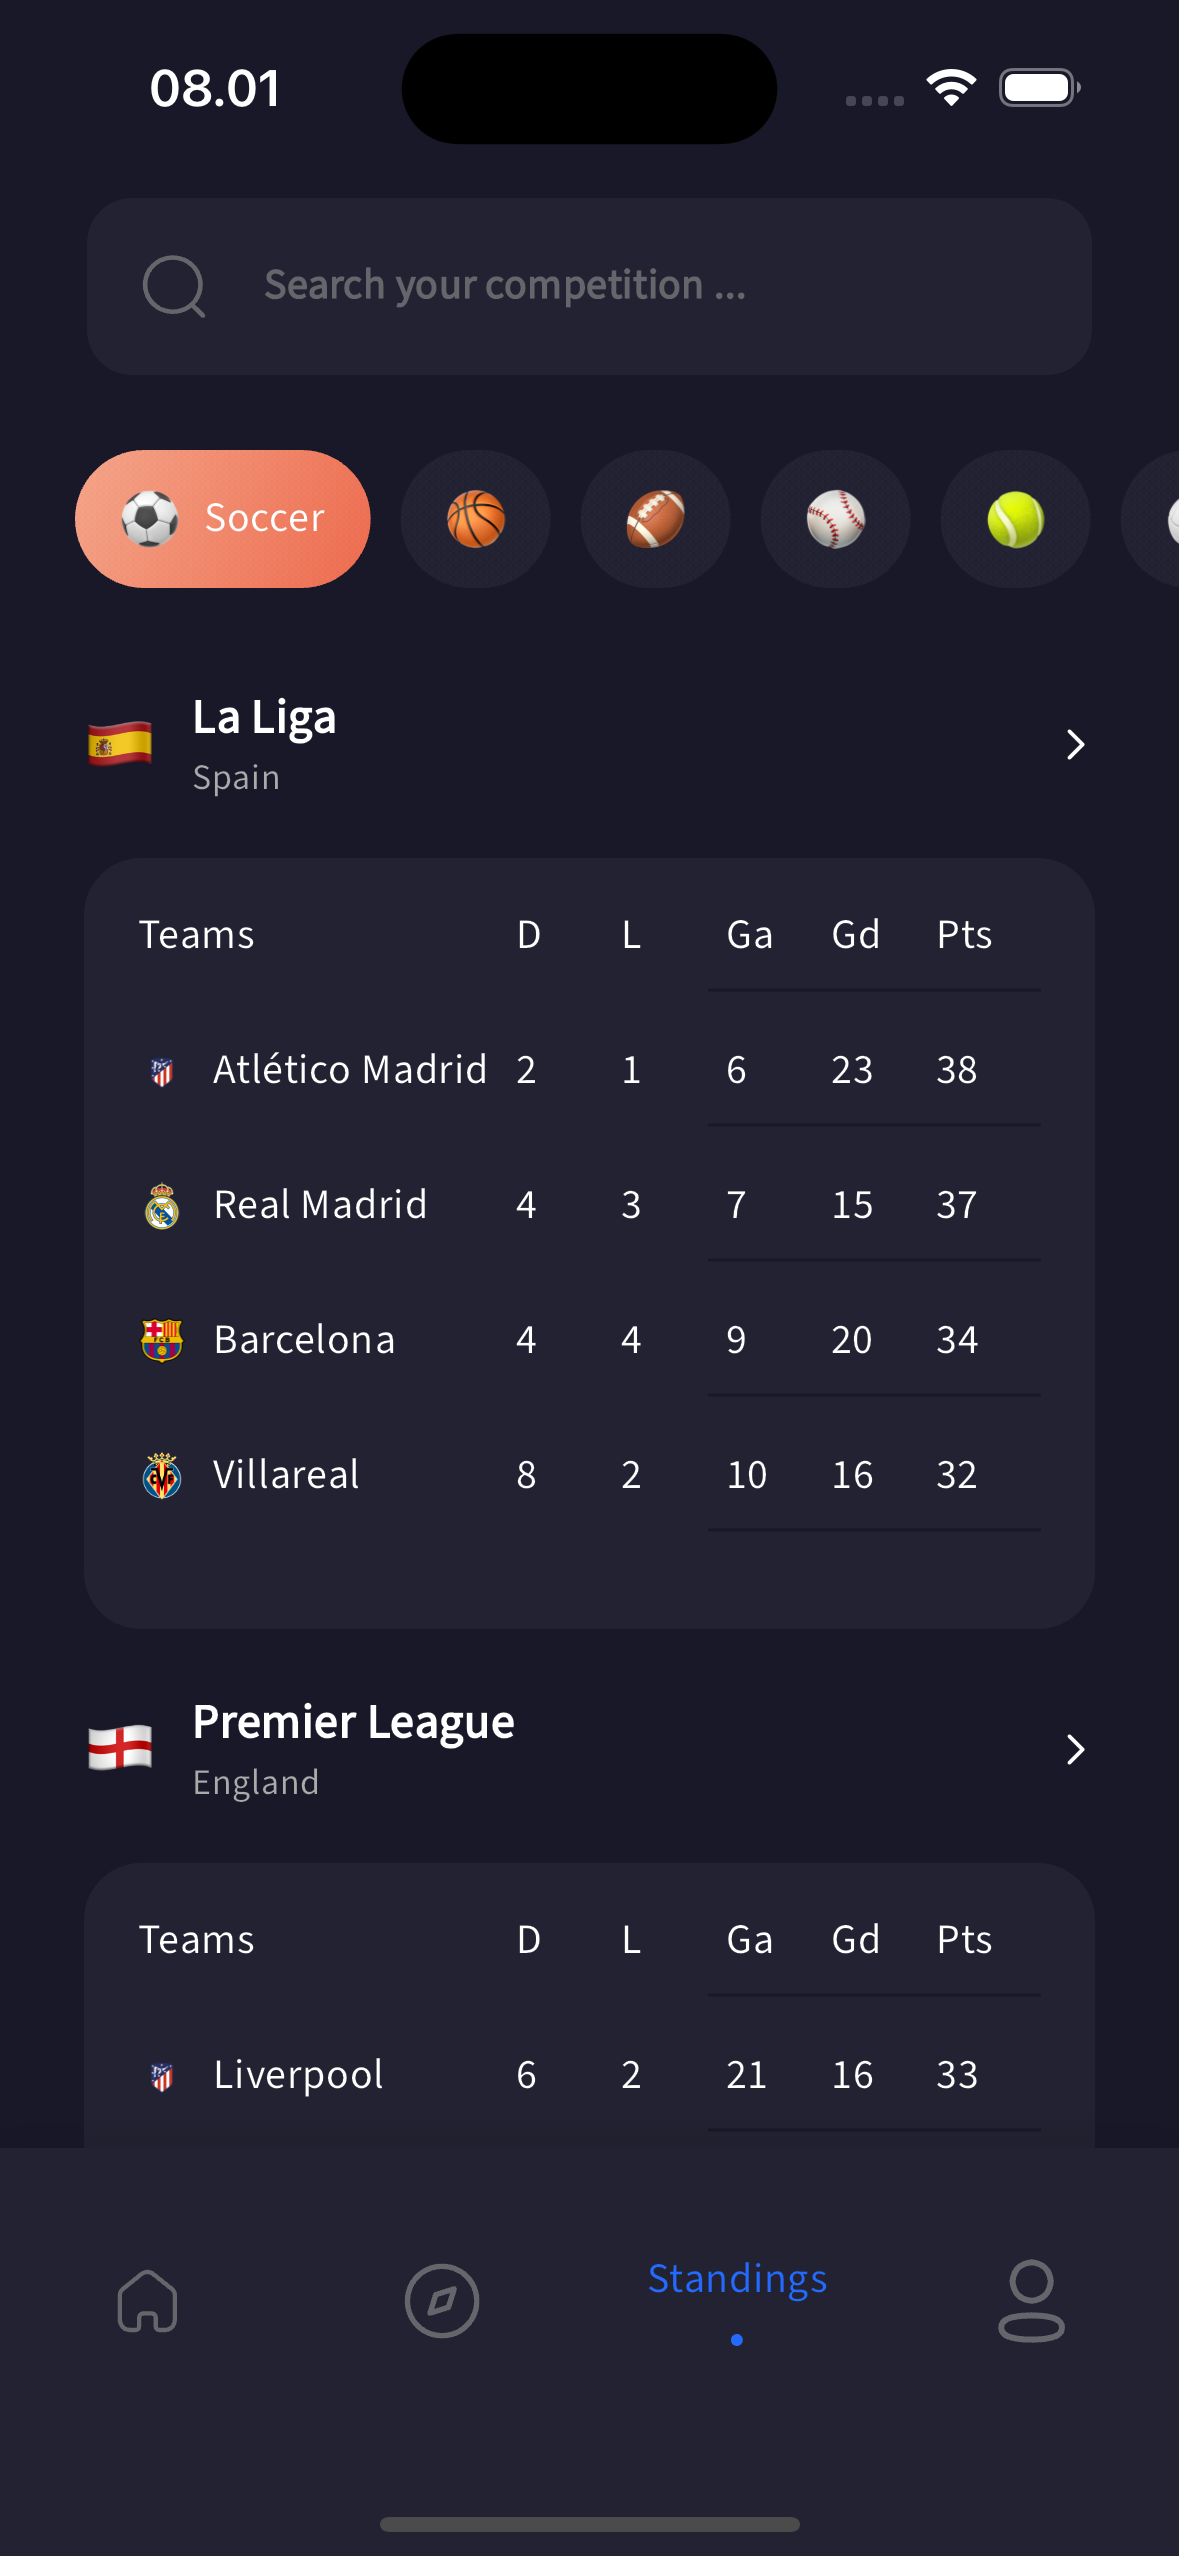 08.01
Search your competition ...
Soccer
La Liga
Spain
Teams D L Ga Gd Pts
Atlético Madrid 2 1 6 23 38
Real Madrid 4 3 7 15 37
Barcelona 4 4 9 20 34
Villareal 8 2 10 16 32
Premier League
England
Teams D L Ga Gd Pts
Liverpool 6 2 21 16 33
Standings